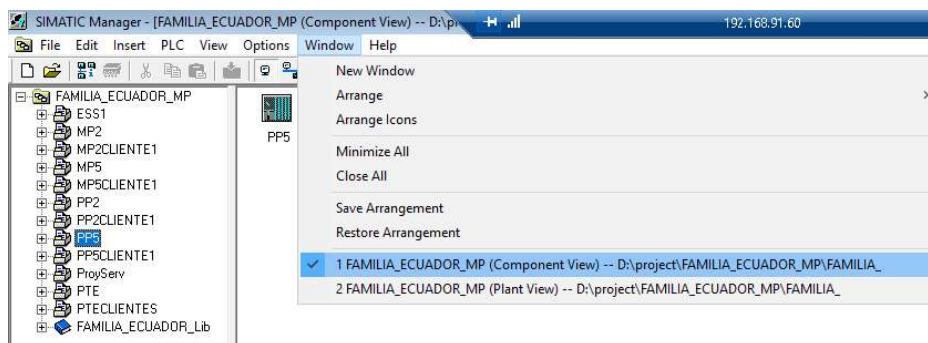 SIMATIC Manager - [FAMILIA_ECUADOR_MP (Component View) -- D:\p
192.168.91.60
File Edit Insert PLC View Options Window Help
FAMILIA_ECUADOR_MP
ESS1
MP2
MP2CLIENTE1
MP5
MP5CLIENTE1
PP2
PP2CLIENTE1
PP5
PP5CLIENTE1
ProyServ
PTE
PTECLIENTES
FAMILIA_ECUADOR_Lib
PP5
New Window
Arrange
Arrange Icons
Minimize All
Close All
Save Arrangement
Restore Arrangement
1 FAMILIA_ECUADOR_MP (Component View) -- D:\project\FAMILIA_ECUADOR_MP\FAMILIA_
2 FAMILIA_ECUADOR_MP (Plant View) -- D:\project\FAMILIA_ECUADOR_MP\FAMILIA_